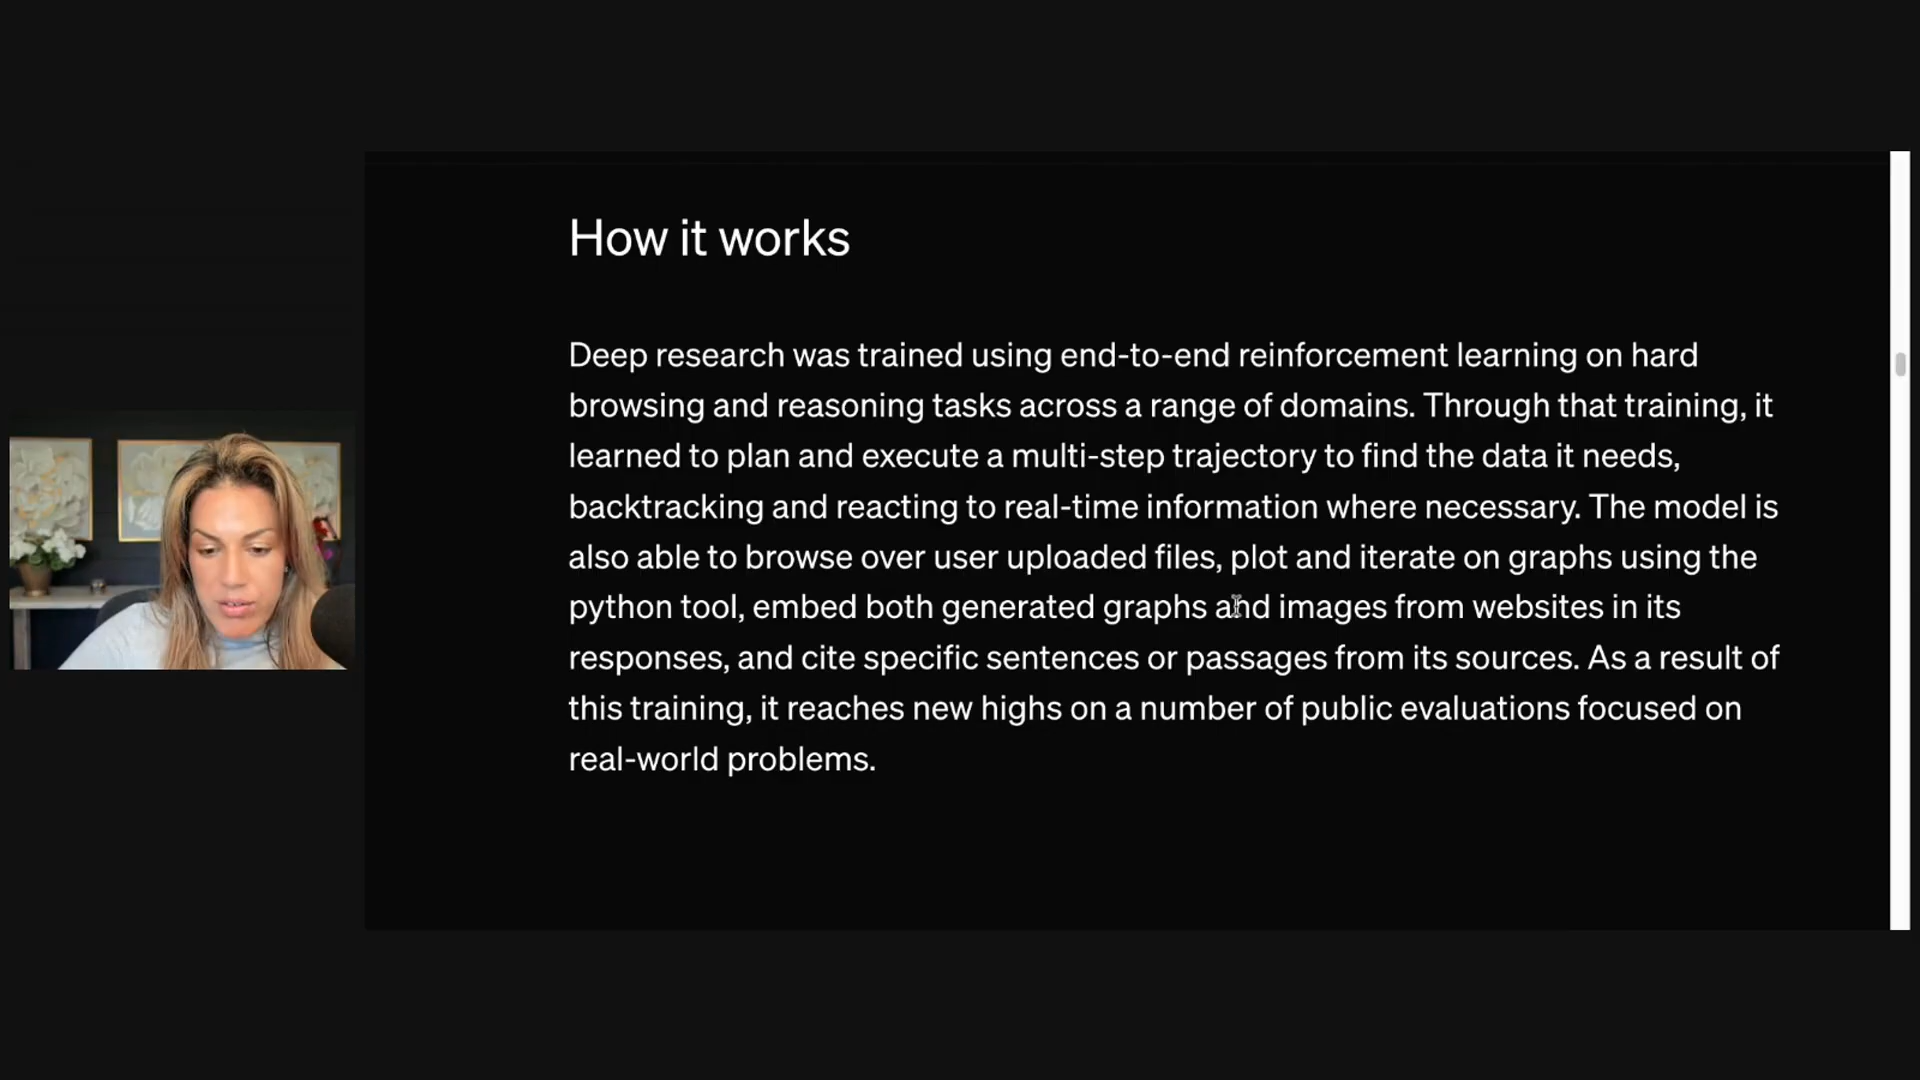 How it works
Deep research was trained using end-to-end reinforcement learning on hard
browsing and reasoning tasks across a range of domains. Through that training, it
learned to plan and execute a multi-step trajectory to find the data it needs,
backtracking and reacting to real-time information where necessary. The model is
also able to browse over user uploaded files, plot and iterate on graphs using the
python tool, embed both generated graphs and images from websites in its
responses, and cite specific sentences or passages from its sources. As a result of
this training, it reaches new highs on a number of public evaluations focused on
real-world problems.